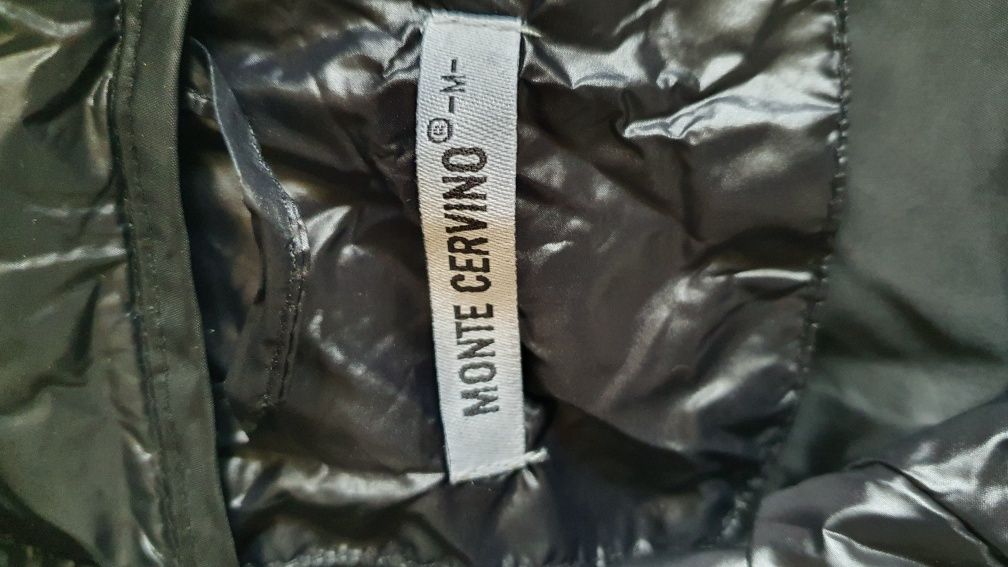 MONTE CERVINO® -M-